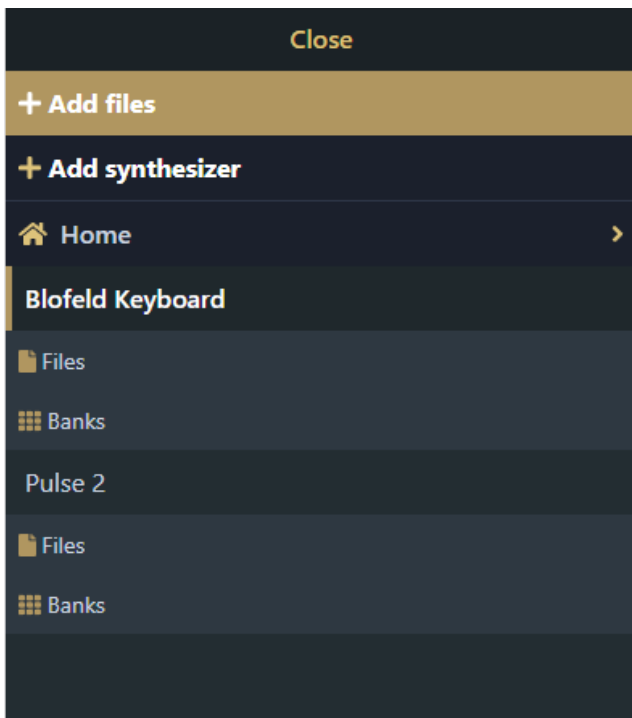 Close
Add files
Add synthesizer
Home
Blofeld Keyboard
Files
Banks
Pulse 2
Files
Banks